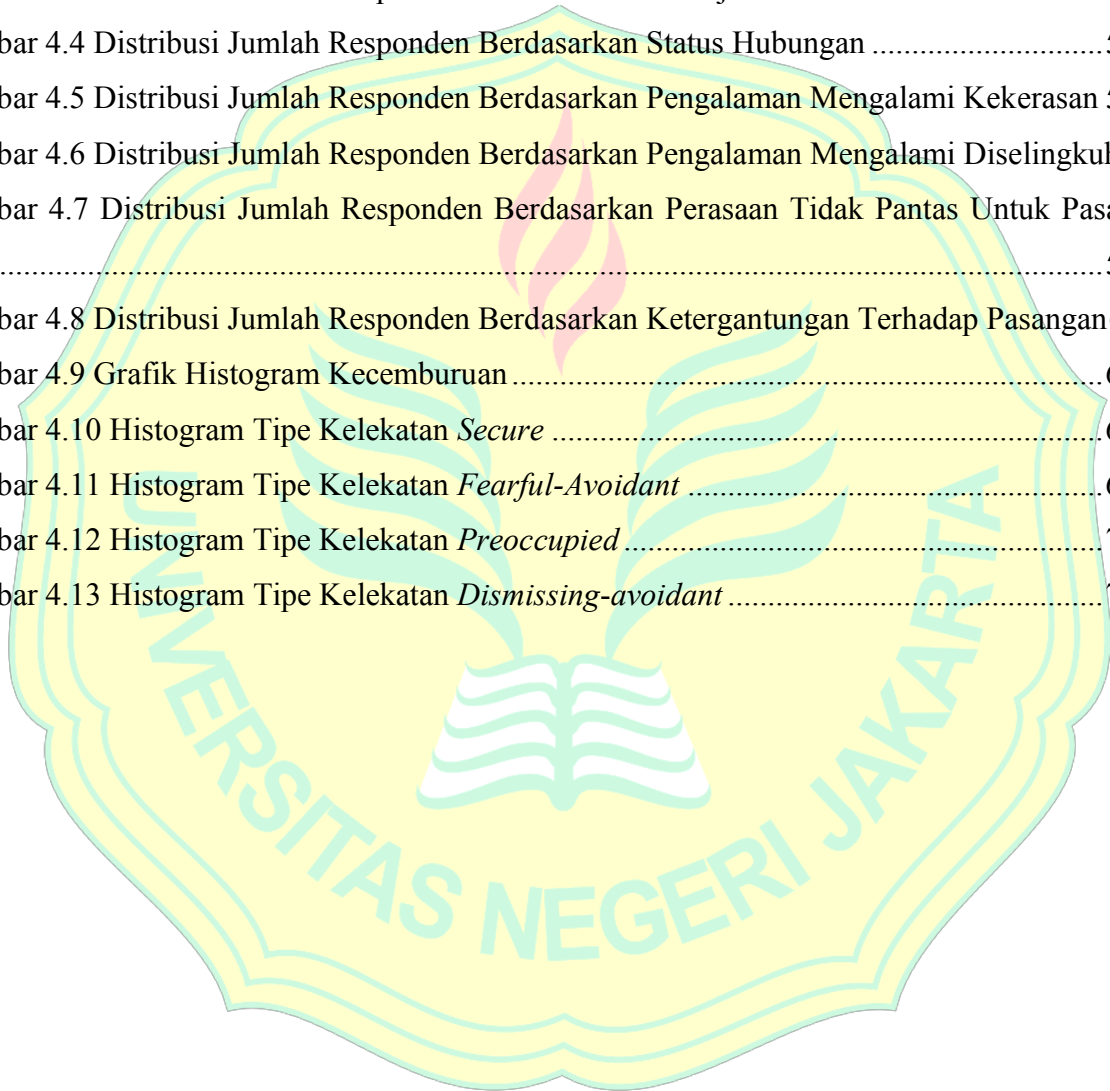 bar 4.4 Distribusi Jumlah Responden Berdasarkan Status Hubungan ........................
bar 4.5 Distribusi Jumlah Responden Berdasarkan Pengalaman Mengalami Kekerasan 5
bar 4.6 Distribusi Jumlah Responden Berdasarkan Pengalaman Mengalami Diselingkuh
bar 4.7 Distribusi Jumlah Responden Berdasarkan Perasaan Tidak Pantas Untuk Pasa
........................................................................................................
bar 4.8 Distribusi Jumlah Responden Berdasarkan Ketergantungan Terhadap Pasangan
bar 4.9 Grafik Histogram Kecemburuan ........................................................
bar 4.10 Histogram Tipe Kelekatan Secure ....................................................
bar 4.11 Histogram Tipe Kelekatan Fearful-Avoidant ........................................
bar 4.12 Histogram Tipe Kelekatan Preoccupied ..............................................
bar 4.13 Histogram Tipe Kelekatan Dismissing-avoidant ....................................
UNIVERSITAS NEGERI JAKARTA